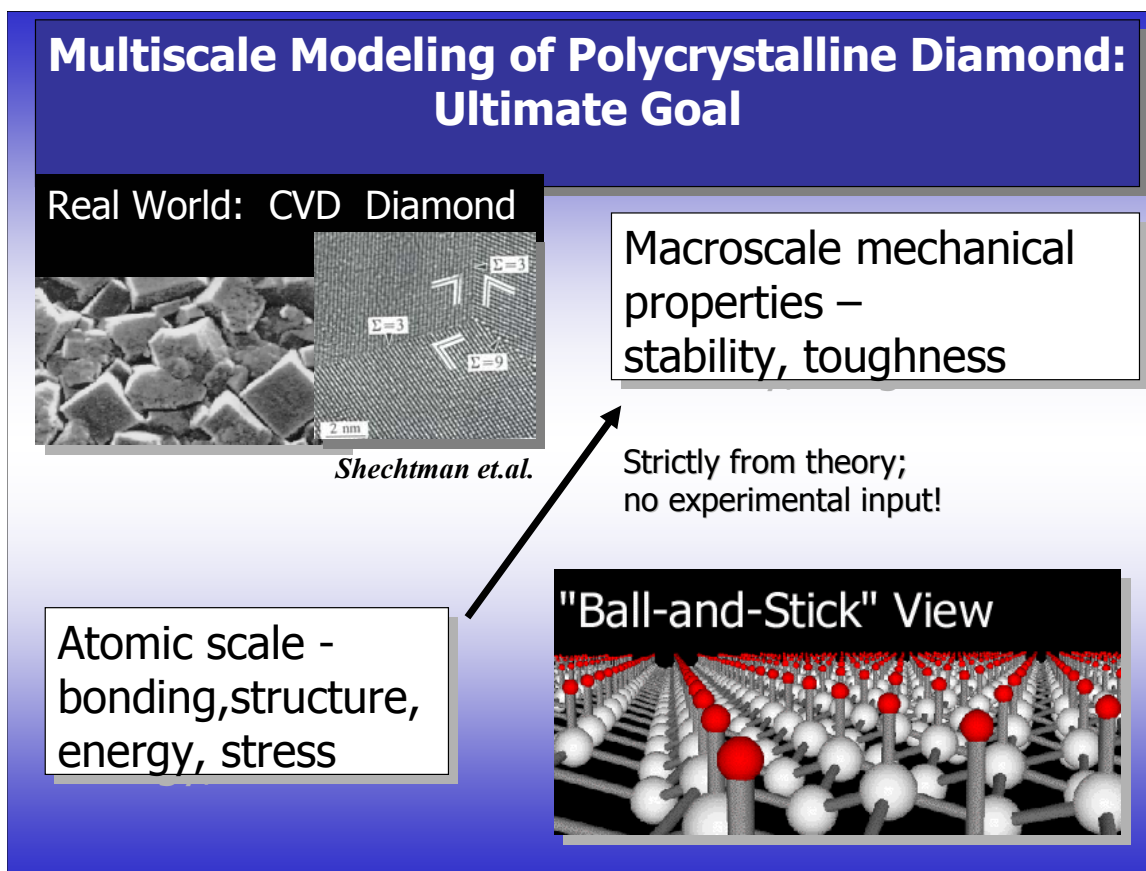 Multiscale Modeling of Polycrystalline Diamond:
Ultimate Goal
Real World: CVD Diamond
Σ=3
Σ=3
Σ=9
2 nm
Shechtman et.al.
Macroscale mechanical
properties –
stability, toughness
Strictly from theory;
no experimental input!
Atomic scale -
bonding,structure,
energy, stress
"Ball-and-Stick" View